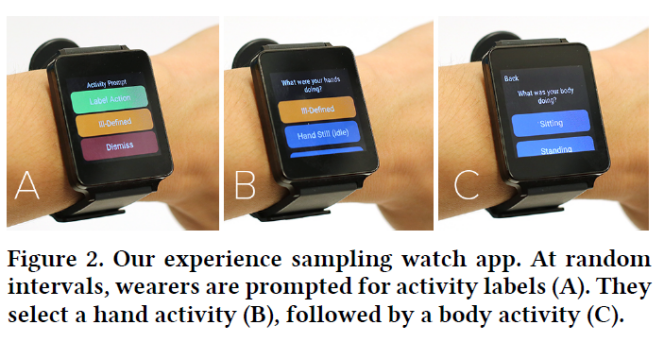 Activity Prompt
Label Action
Ill-Defined
Dismiss
A
What were your hands
doing?
Ill-Defined
Hand Still (idle)
B
Back
What was your body
doing?
Sitting
Standing
C
Figure 2. Our experience sampling watch app. At random
intervals, wearers are prompted for activity labels (A). They
select a hand activity (B), followed by a body activity (C).